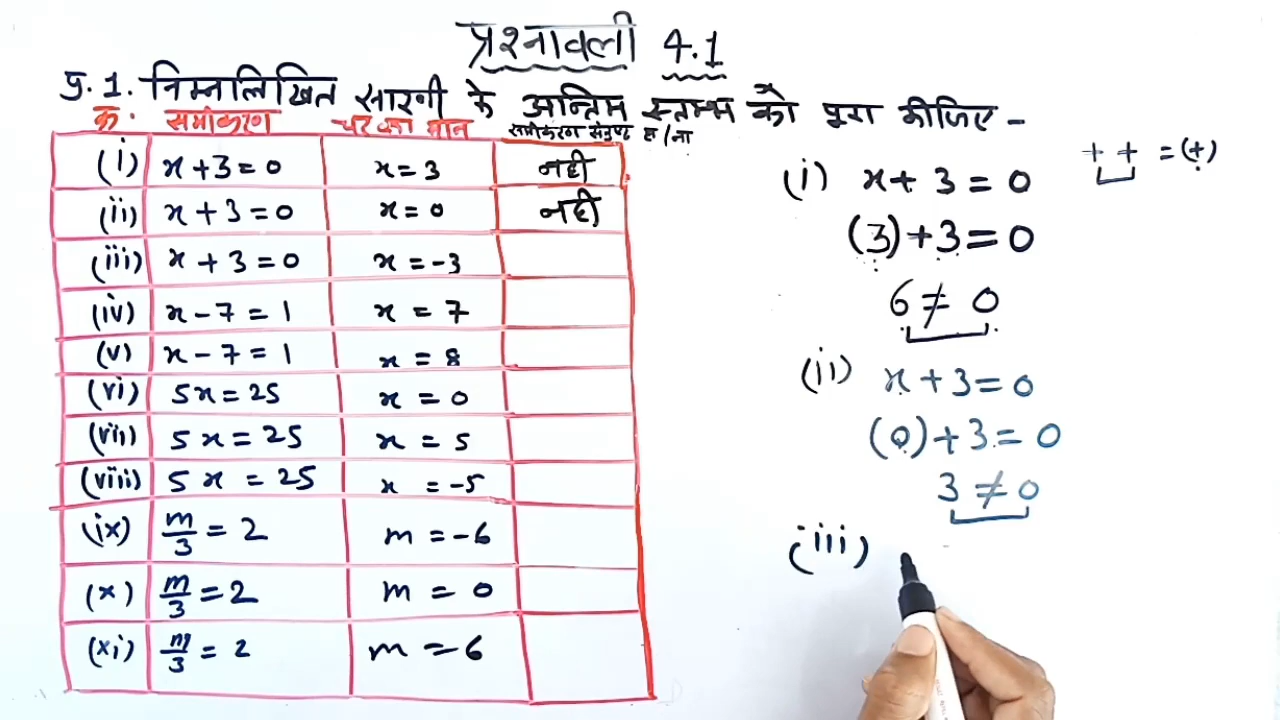 प्रश्नावली 4.1
प्र.1. निम्नलिखित सारणी के अन्तिम स्तम्भ को पूरा कीजिए -
क्र. समीकरण चर का मान समीकरण संतुष्ट हाँ/ना
(i) x+3=0 x=3 नही
(ii) x+3=0 x=0 नही
(iii) x+3=0 x=-3
(iv) x-7=1 x=7
(v) x-7=1 x=8
(vi) 5x=25 x=0
(vii) 5x=25 x=5
(viii) 5x=25 x=-5
(ix) m/3=2 m=-6
(x) m/3=2 m=0
(xi) m/3=2 m=6
(i) x+3=0
++=(+)
(3)+3=0
6≠0
(ii) x+3=0
(0)+3=0
3≠0
(iii)